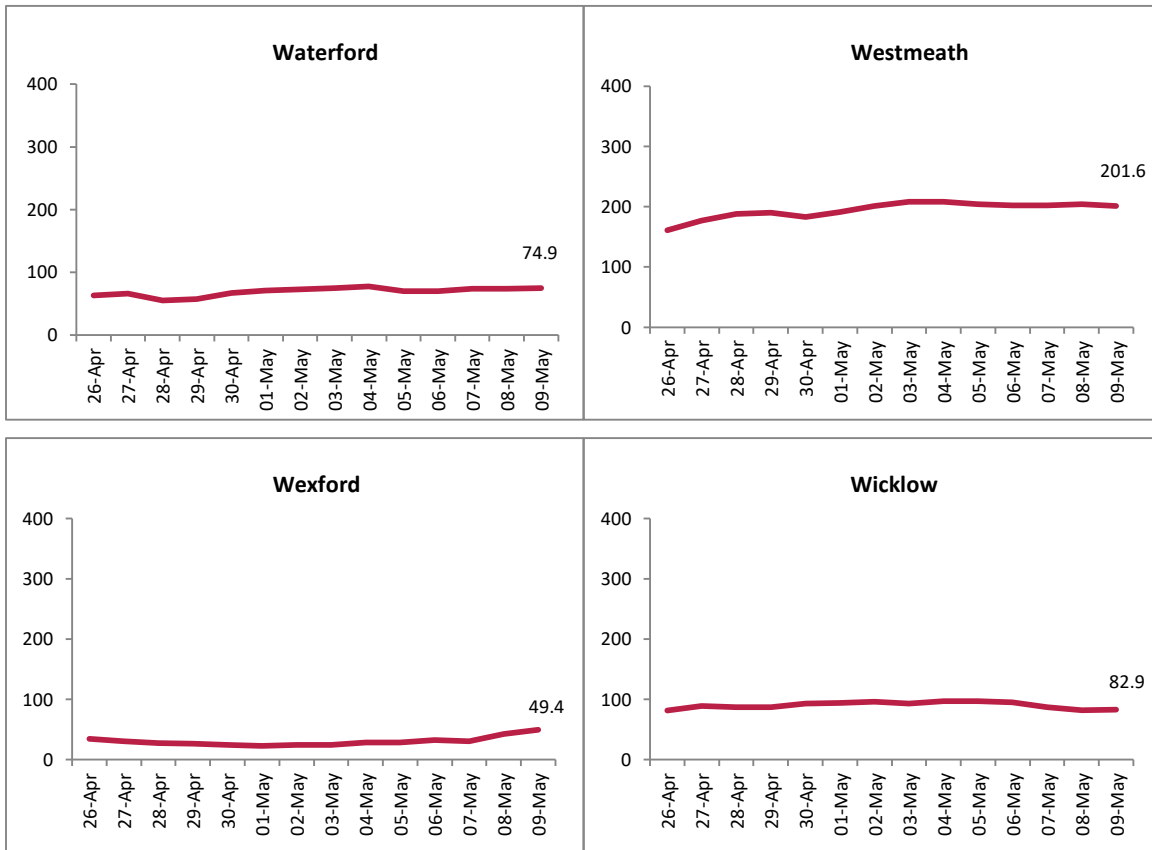 Waterford
400
300
200
100
0
74.9
26-Apr
27-Apr
28-Apr
29-Apr
30-Apr
01-May
02-May
03-May
04-May
05-May
06-May
07-May
08-May
09-May
Westmeath
400
300
200
100
0
201.6
26-Apr
27-Apr
28-Apr
29-Apr
30-Apr
01-May
02-May
03-May
04-May
05-May
06-May
07-May
08-May
09-May
Wexford
400
300
200
100
0
49.4
26-Apr
27-Apr
28-Apr
29-Apr
30-Apr
01-May
02-May
03-May
04-May
05-May
06-May
07-May
08-May
09-May
Wicklow
400
300
200
100
0
82.9
26-Apr
27-Apr
28-Apr
29-Apr
30-Apr
01-May
02-May
03-May
04-May
05-May
06-May
07-May
08-May
09-May